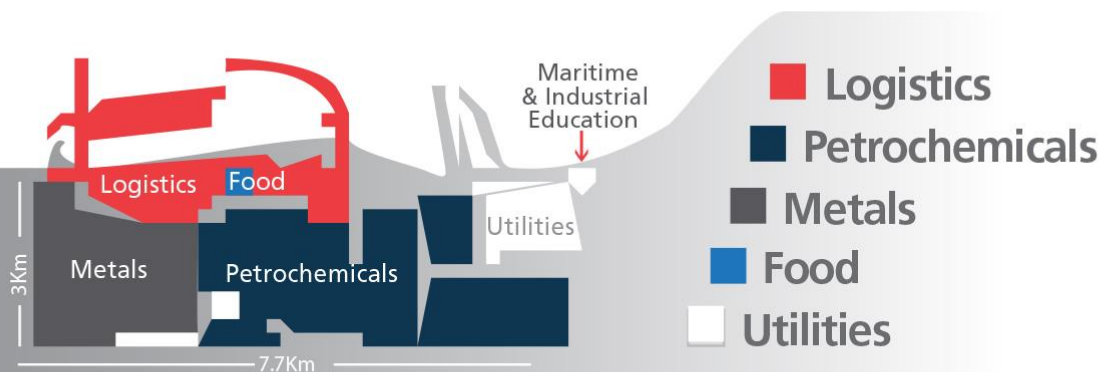 Maritime
& Industrial
Education
Logistics
Food
Utilities
Metals
Petrochemicals
3Km
7.7Km
Logistics
Petrochemicals
Metals
Food
Utilities